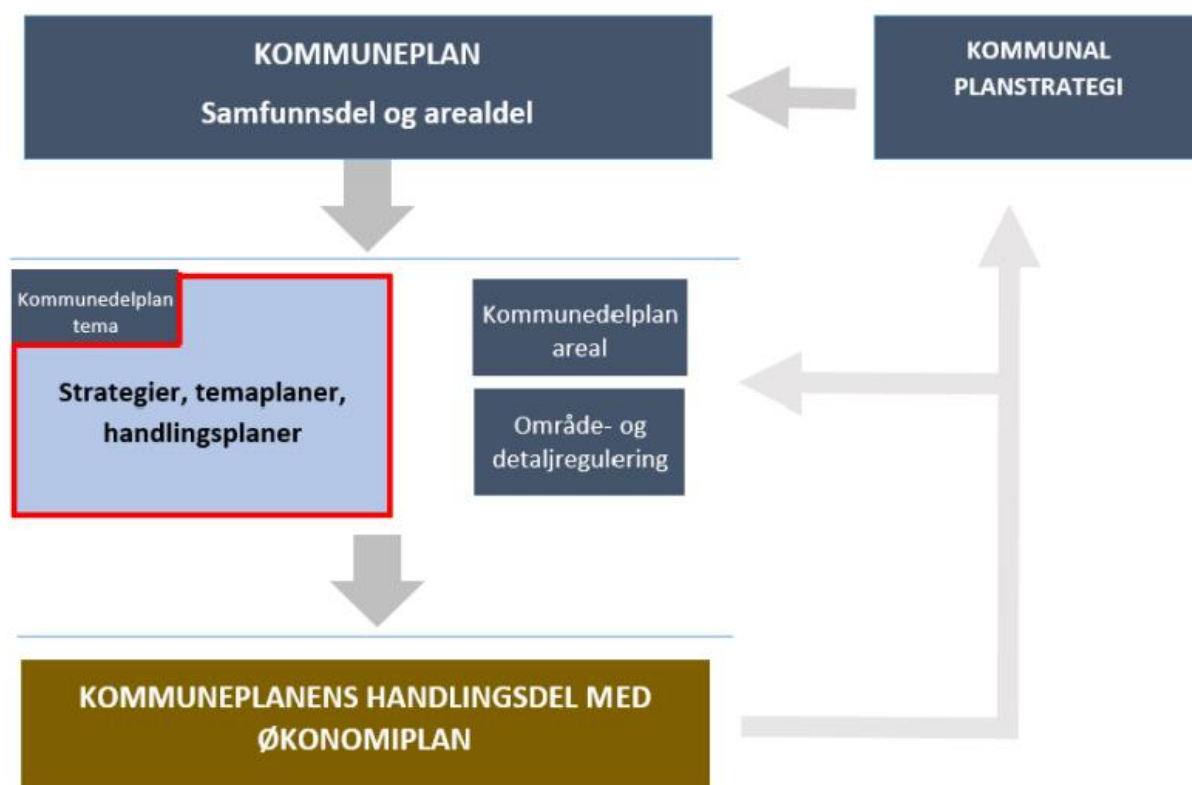 KOMMUNEPLAN
Samfunnsdel og arealdel
KOMMUNAL
PLANSTRATEGI
Kommunedelplan
tema
Strategier, temaplaner,
handlingsplaner
Kommunedelplan
areal
Område- og
detaljregulering
KOMMUNEPLANENS HANDLINGSDEL MED
ØKONOMIPLAN